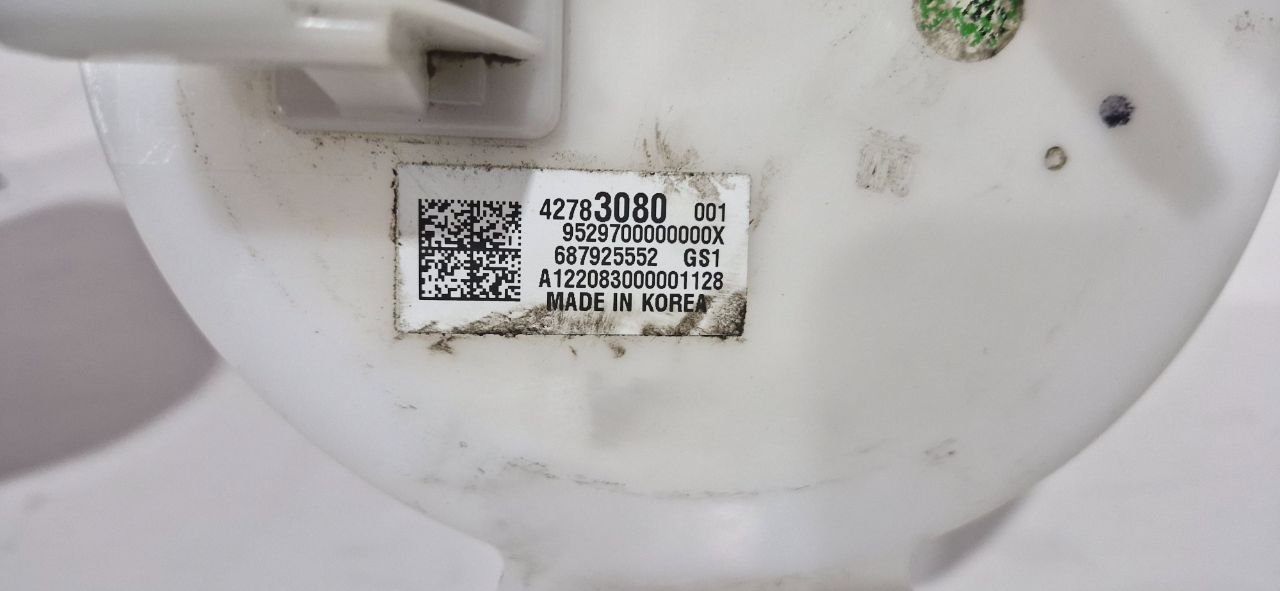 42783080 001
9529700000000X
687925552 GS1
A122083000001128
MADE IN KOREA